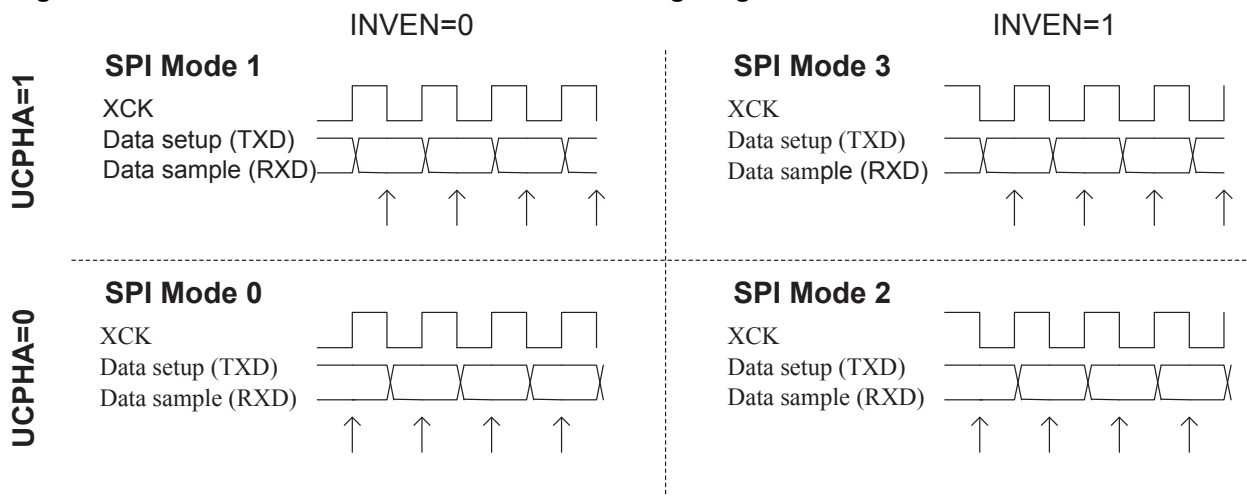 INVEN=0
INVEN=1
UCPHA=1
SPI Mode 1
XCK
Data setup (TXD)
Data sample (RXD)
SPI Mode 3
XCK
Data setup (TXD)
Data sample (RXD)
UCPHA=0
SPI Mode 0
XCK
Data setup (TXD)
Data sample (RXD)
SPI Mode 2
XCK
Data setup (TXD)
Data sample (RXD)